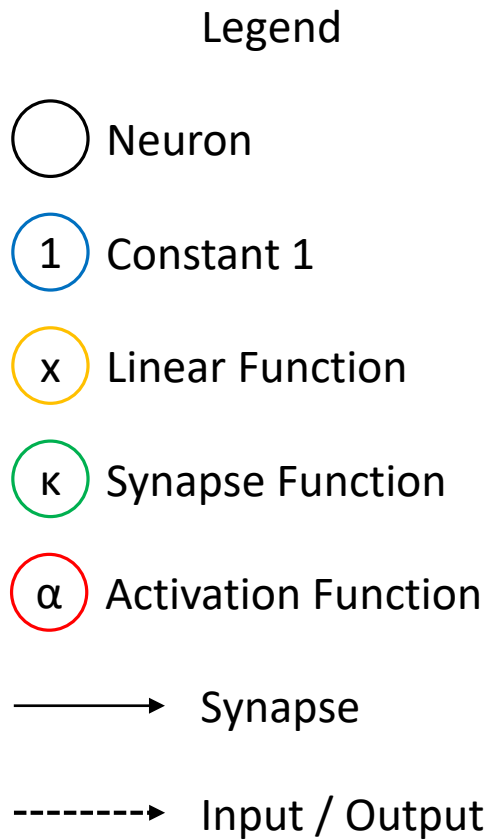 Legend
Neuron
1 Constant 1
x Linear Function
κ Synapse Function
α Activation Function
Synapse
Input / Output